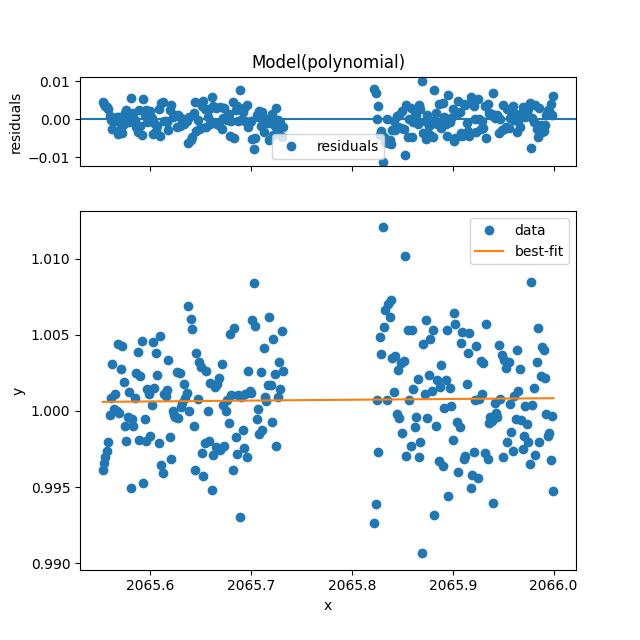 Model(polynomial)
0.01
0.00
−0.01
residuals
residuals
1.010
1.005
1.000
0.995
0.990
y
data
best-fit
2065.6 2065.7 2065.8 2065.9 2066.0
x